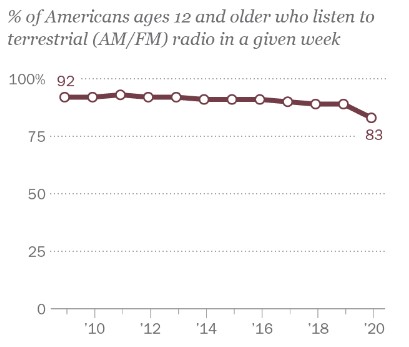 % of Americans ages 12 and older who listen to
terrestrial (AM/FM) radio in a given week
100%
92
75
83
50
25
0
'10 '12 '14 '16 '18 '20